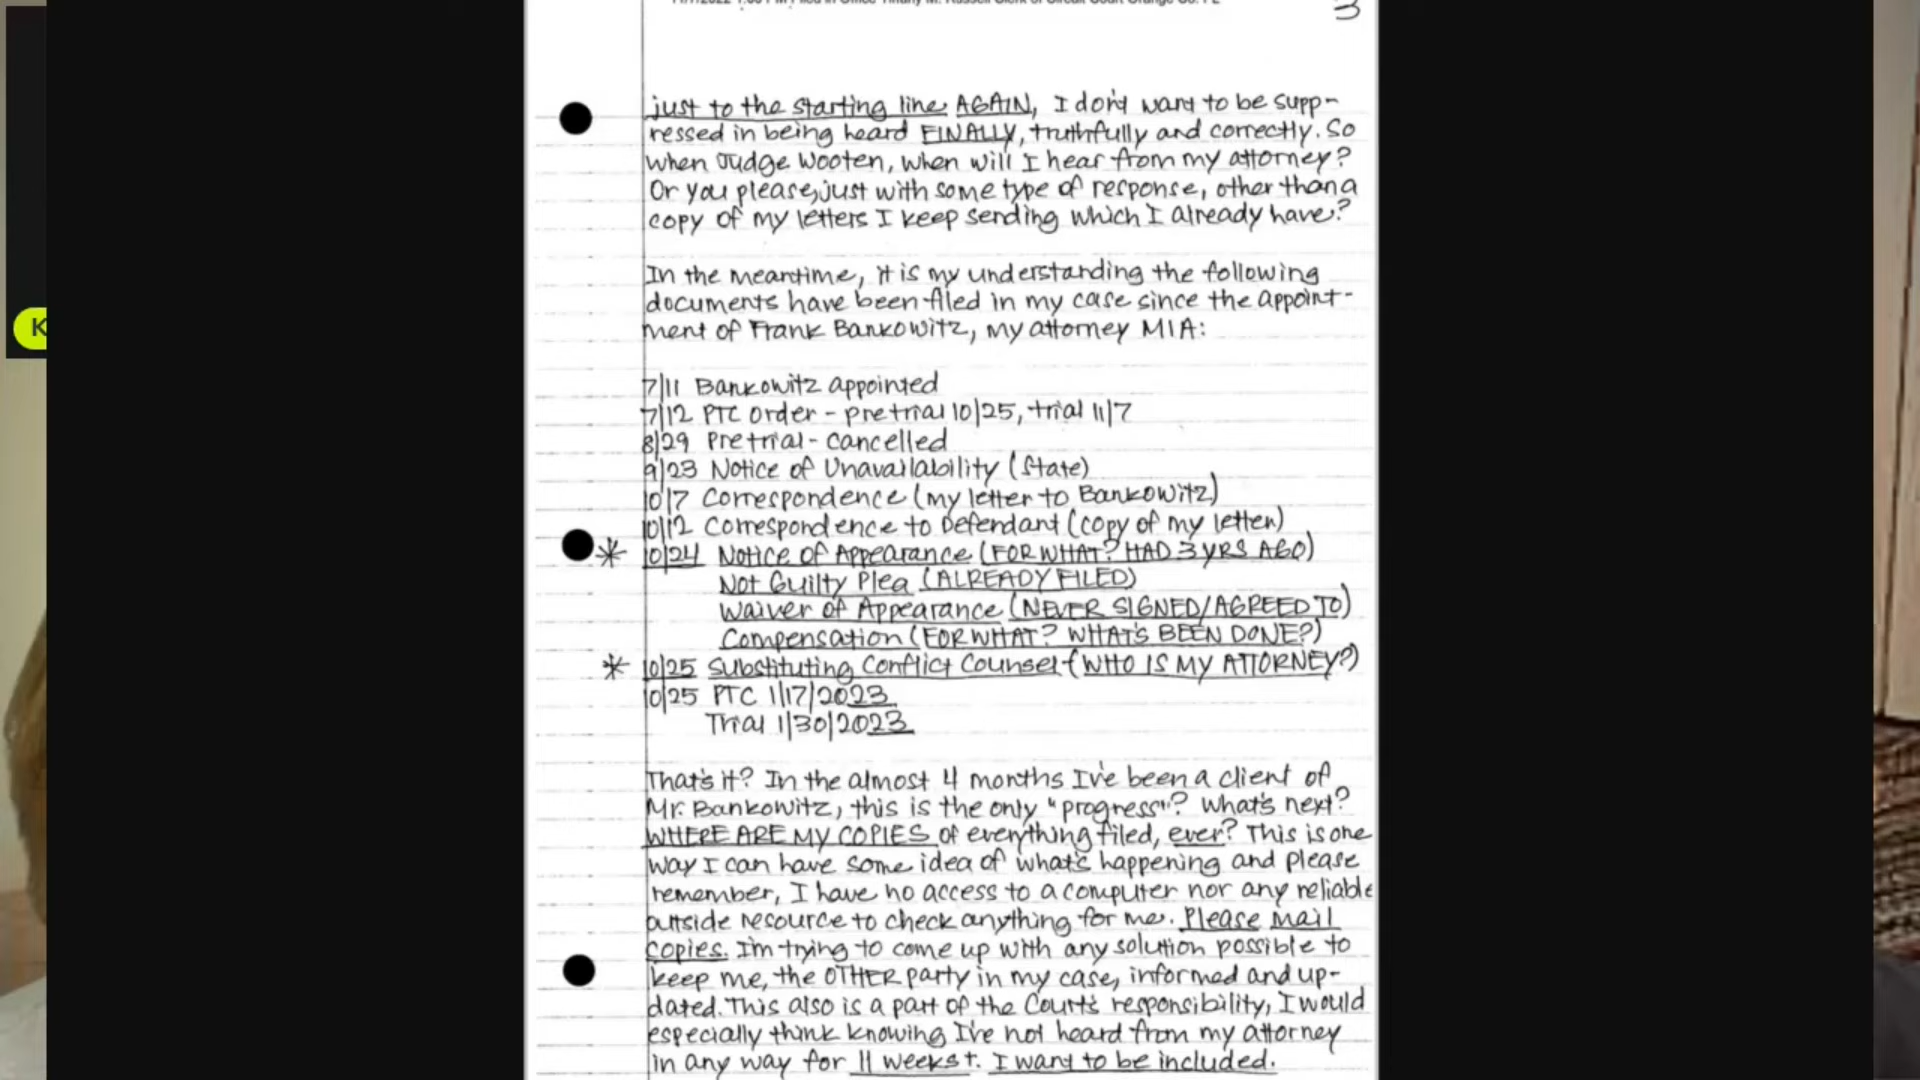 3
just to the starting line AGAIN, I don't want to be supp-
ressed in being heard FINALLY, truthfully and correctly. So
when Judge Wooten, when will I hear from my attorney?
Or you please, just with some type of response, other than a
copy of my letters I keep sending which I already have?
In the meantime, it is my understanding the following
documents have been filed in my case since the appoint-
ment of Frank Bankowitz, my attorney MIA:
7/11 Bankowitz appointed
7/12 PTC order - pretrial 10/25, trial 11/7
8/29 Pretrial - cancelled
9/23 Notice of Unavailability (State)
10/7 Correspondence (my letter to Bankowitz)
10/12 Correspondence to Defendant (copy of my letter)
* 10/24 Notice of Appearance (FOR WHAT? HAD 3 YRS AGO)
Not Guilty Plea (ALREADY FILED)
Waiver of Appearance (NEVER SIGNED/AGREED TO)
Compensation (FOR WHAT? WHAT'S BEEN DONE?)
* 10/25 Substituting Conflict Counsel (WHO IS MY ATTORNEY?)
10/25 PTC 1/17/2023
Trial 1/30/2023
That's it? In the almost 4 months I've been a client of
Mr. Bankowitz, this is the only "progress"? What's next?
WHERE ARE MY COPIES of everything filed, ever? This is one
way I can have some idea of what's happening and please
remember, I have no access to a computer nor any reliable
outside resource to check anything for me. Please mail
copies. I'm trying to come up with any solution possible to
keep me, the OTHER party in my case, informed and up-
dated. This also is a part of the Court's responsibility, I would
especially think knowing I've not heard from my attorney
in any way for 11 weeks+. I want to be included.
K